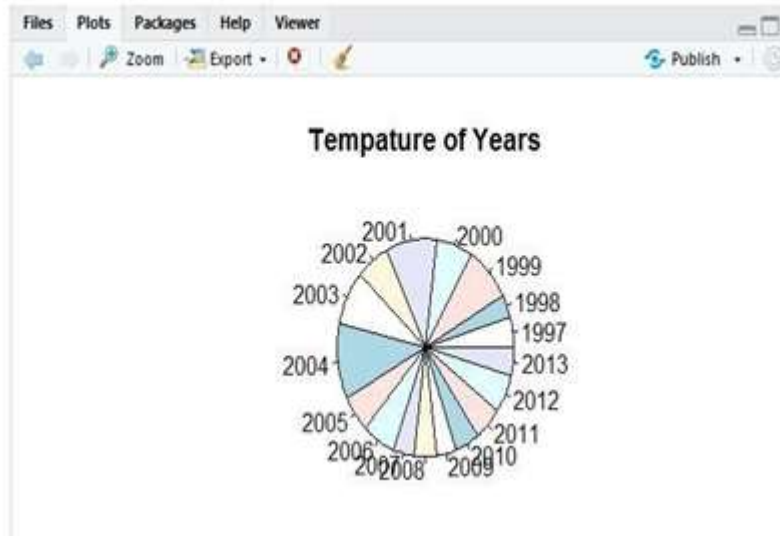 Files Plots Packages Help Viewer
Zoom Export Publish
Tempature of Years
2001 2000
2002 1999
2003 1998
1997
2004 2013
2012
2005 2011
2006 2010
2007 2008 2009